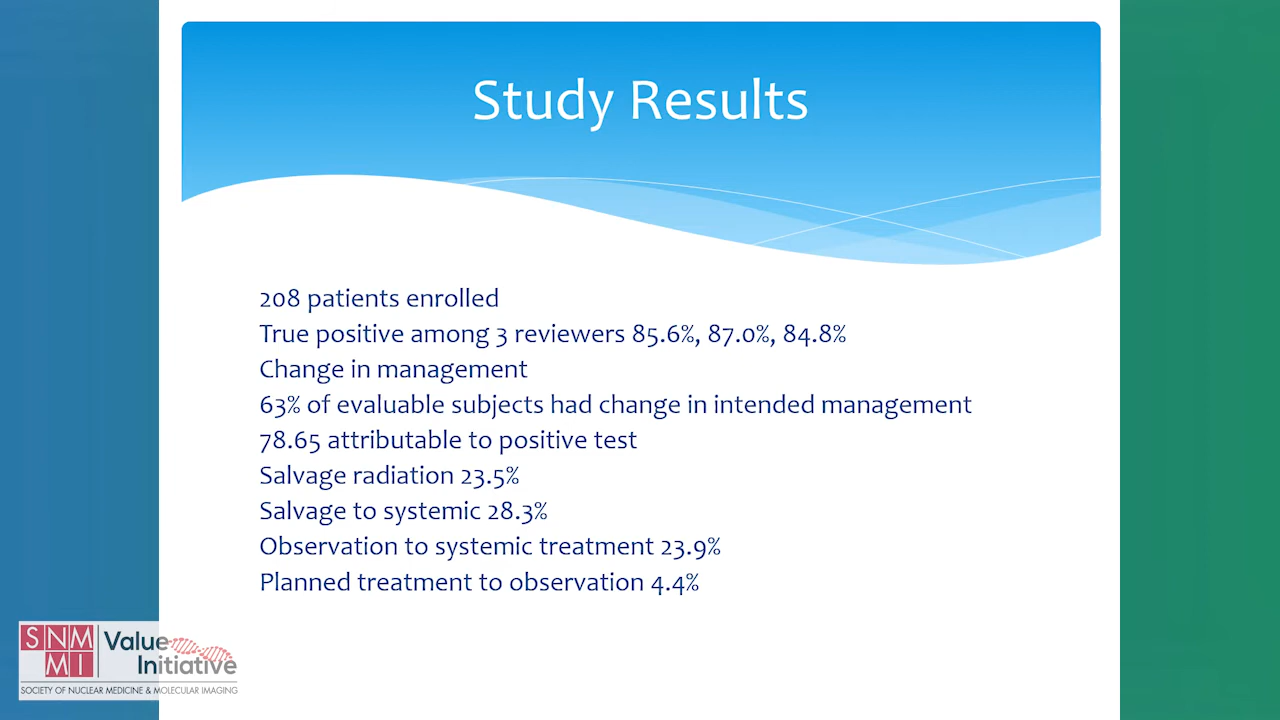 Study Results
208 patients enrolled
True positive among 3 reviewers 85.6%, 87.0%, 84.8%
Change in management
63% of evaluable subjects had change in intended management
78.65 attributable to positive test
Salvage radiation 23.5%
Salvage to systemic 28.3%
Observation to systemic treatment 23.9%
Planned treatment to observation 4.4%
SNM
MI
Value
Initiative
SOCIETY OF NUCLEAR MEDICINE & MOLECULAR IMAGING